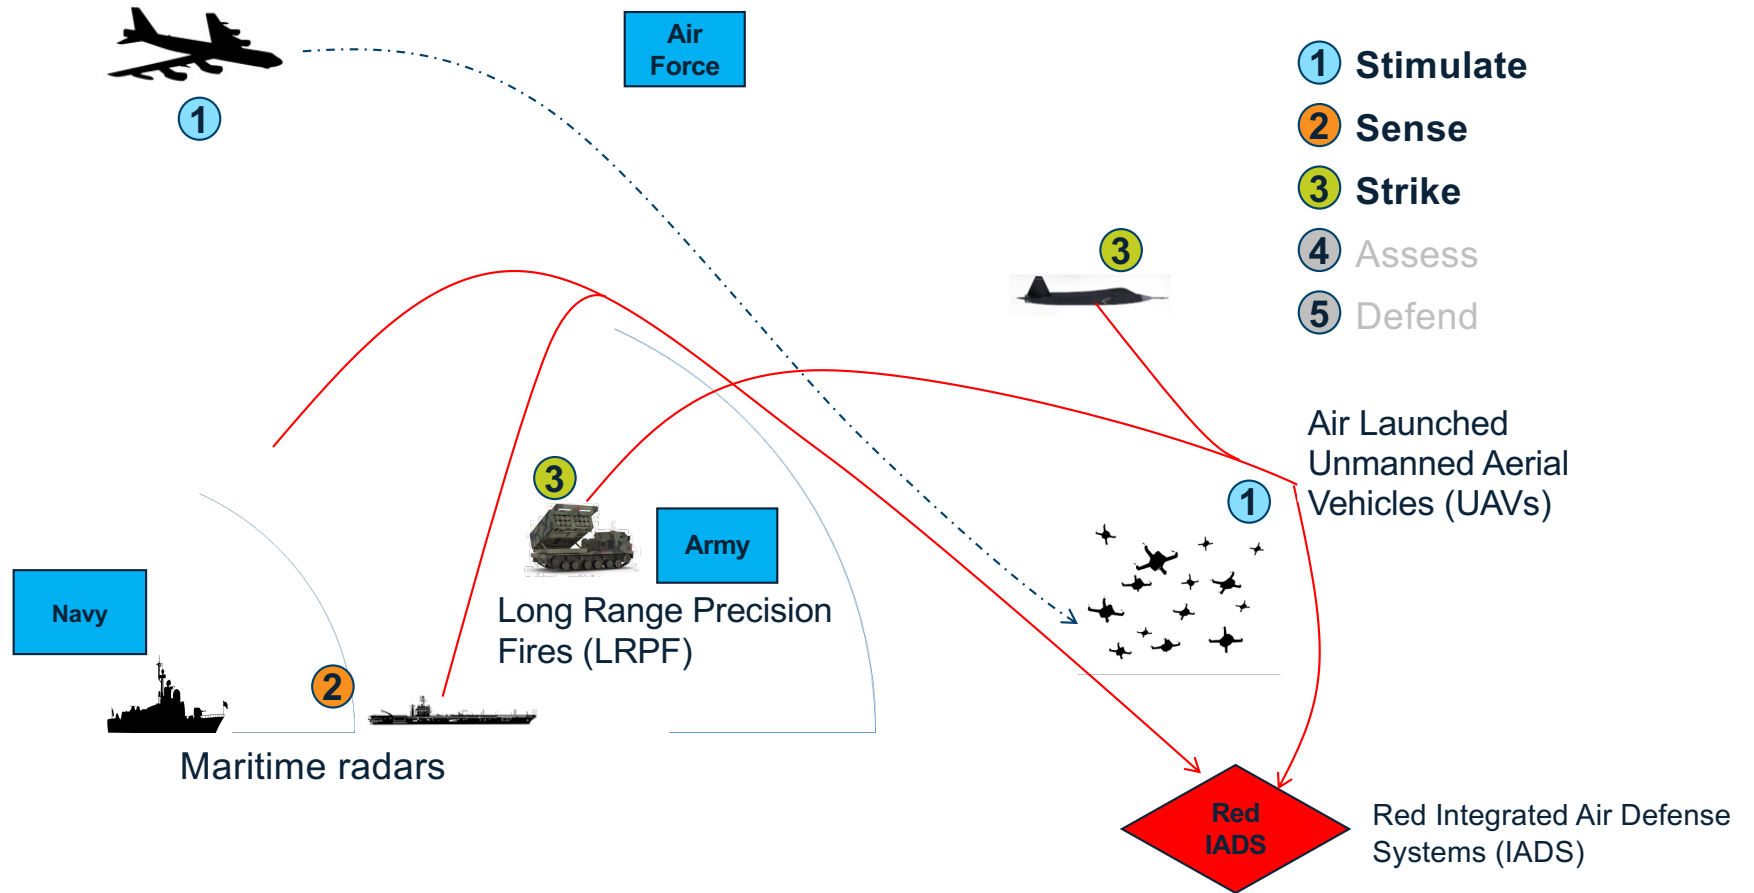 Air
Force
1
1 Stimulate
2 Sense
3 Strike
4 Assess
5 Defend
3
Air Launched
Unmanned Aerial
Vehicles (UAVs)
1
3
Army
Long Range Precision
Fires (LRPF)
Navy
2
Maritime radars
Red
IADS
Red Integrated Air Defense
Systems (IADS)